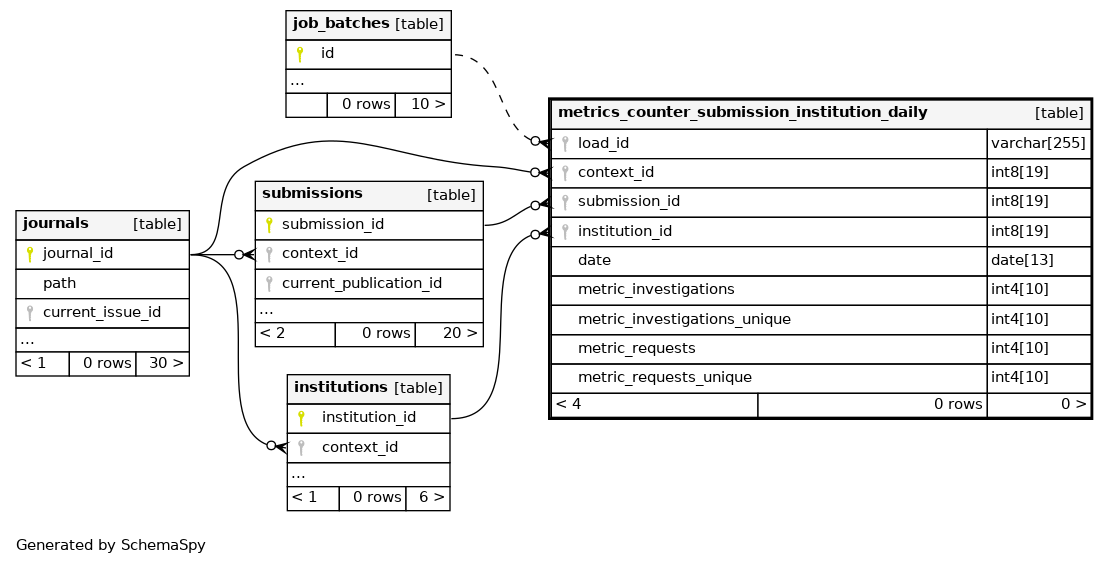 job_batches [table]
id
...
0 rows 10 >
metrics_counter_submission_institution_daily [table]
load_id varchar[255]
context_id int8[19]
submission_id int8[19]
institution_id int8[19]
date date[13]
metric_investigations int4[10]
metric_investigations_unique int4[10]
metric_requests int4[10]
metric_requests_unique int4[10]
< 4 0 rows 0 >
submissions [table]
submission_id
context_id
current_publication_id
...
< 2 0 rows 20 >
journals [table]
journal_id
path
current_issue_id
...
< 1 0 rows 30 >
institutions [table]
institution_id
context_id
...
< 1 0 rows 6 >
Generated by SchemaSpy